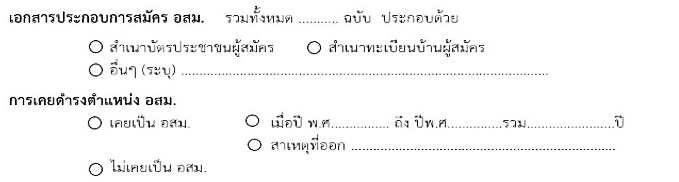 เอกสารประกอบการสมัคร อสม. รวมทั้งหมด ........... ฉบับ ประกอบด้วย
○ สำเนาบัตรประชาชนผู้สมัคร ○ สำเนาทะเบียนบ้านผู้สมัคร
○ อื่นๆ (ระบุ) ............................................................................................
การเคยดำรงตำแหน่ง อสม.
○ เคยเป็น อสม. ○ เมื่อปี พ.ศ................ ถึง ปีพ.ศ...............รวม........................ปี
○ สาเหตุที่ออก ..................................................................
○ ไม่เคยเป็น อสม.